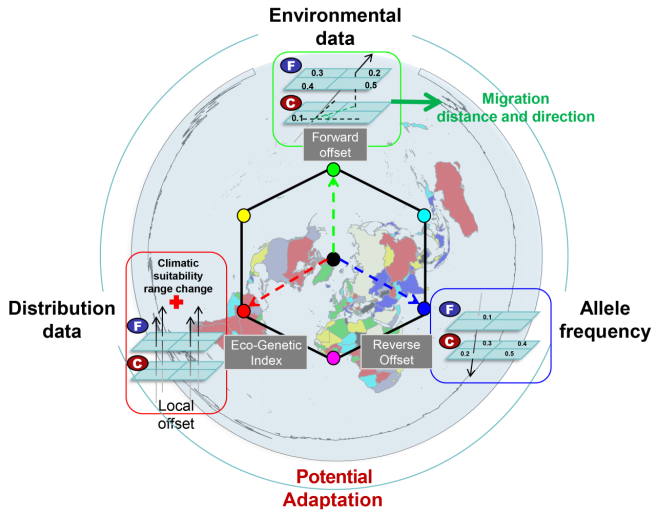 Environmental
data
F
0.3
0.2
0.4
0.5
C
0.1
Migration
distance and direction
Forward
offset
Climatic
suitability
range change
Distribution
data
F
C
Eco-Genetic
Index
Local
offset
Reverse
Offset
F
0.1
C
0.3
0.4
0.2
0.5
Allele
frequency
Potential
Adaptation